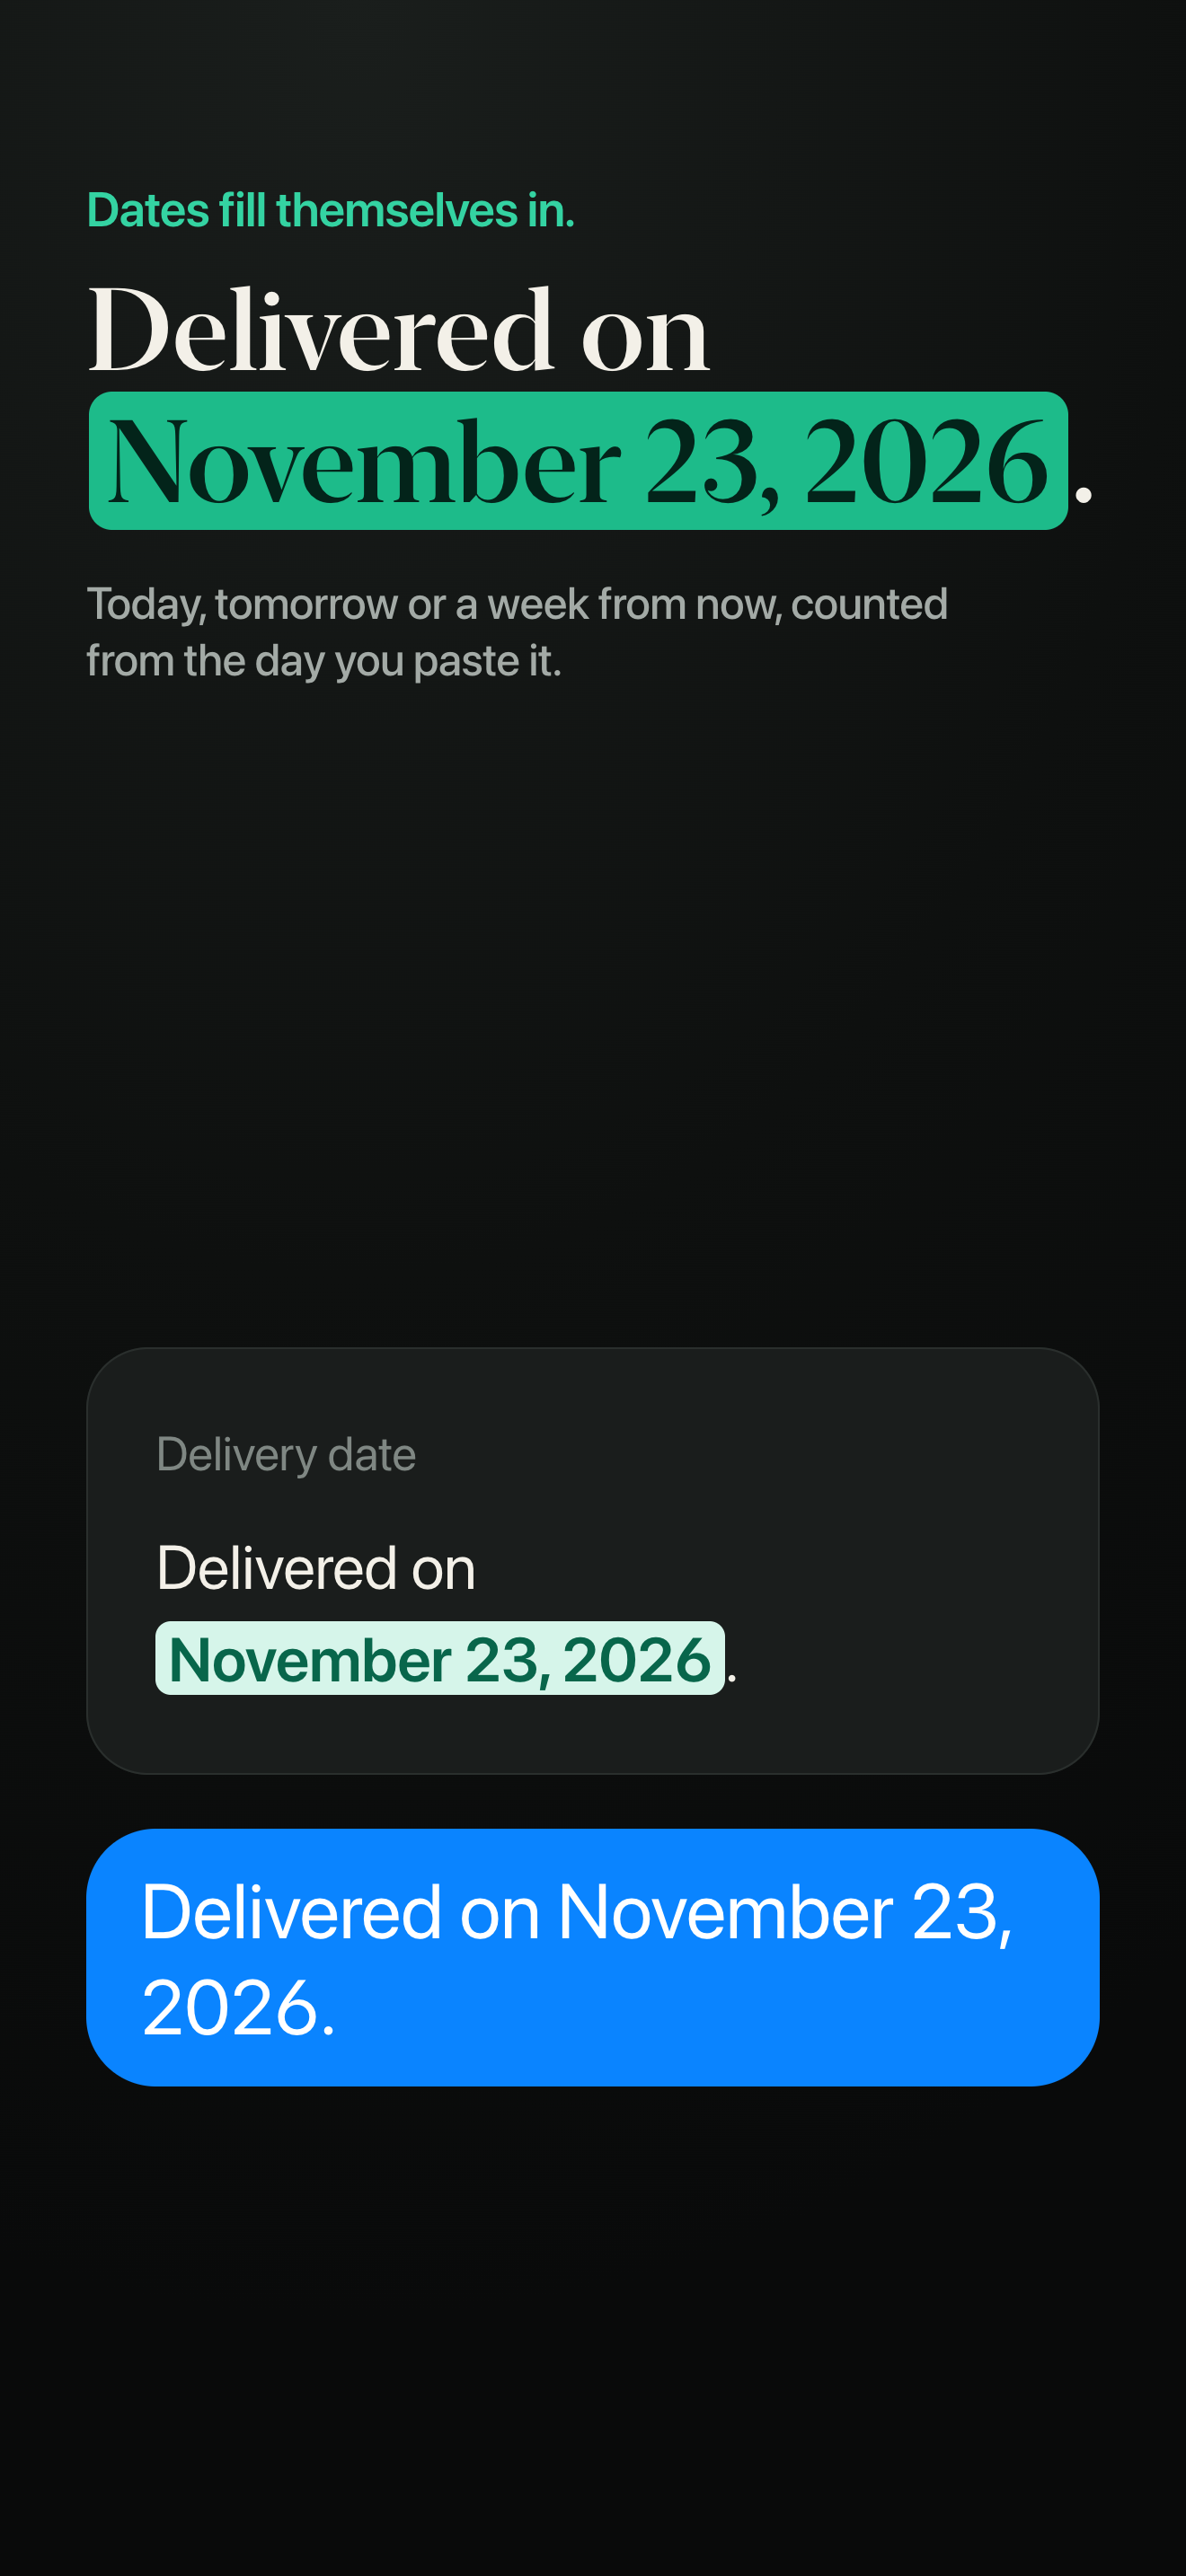 Dates fill themselves in.
Delivered on
November 23, 2026.
Today, tomorrow or a week from now, counted
from the day you paste it.
Delivery date
Delivered on
November 23, 2026.
Delivered on November 23,
2026.